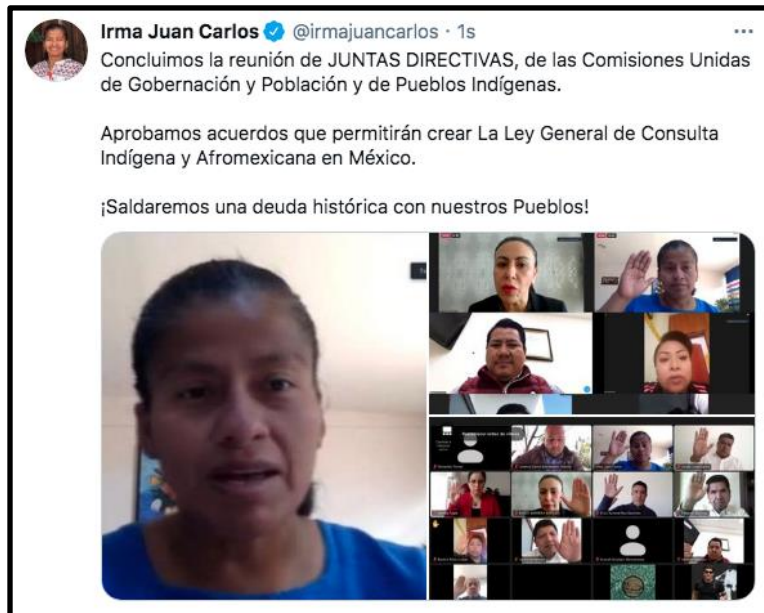 Irma Juan Carlos @irmajuancarlos · 1s
Concluimos la reunión de JUNTAS DIRECTIVAS, de las Comisiones Unidas
de Gobernación y Población y de Pueblos Indígenas.
Aprobamos acuerdos que permitirán crear La Ley General de Consulta
Indígena y Afromexicana en México.
¡Saldaremos una deuda histórica con nuestros Pueblos!